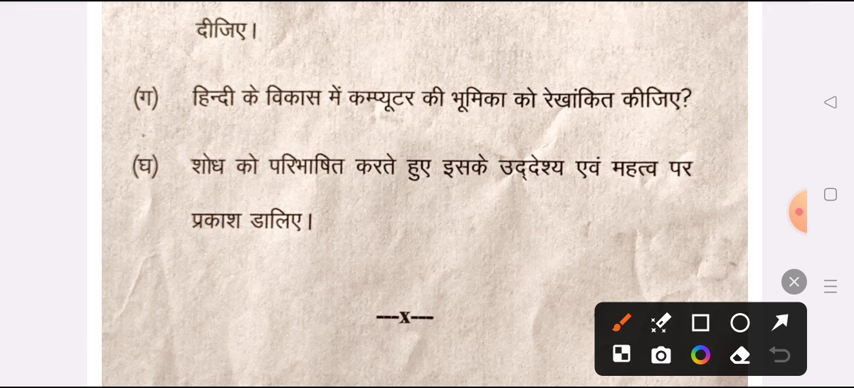 दीजिए।
(ग) हिन्दी के विकास में कम्प्यूटर की भूमिका को रेखांकित कीजिए?
(घ) शोध को परिभाषित करते हुए इसके उद्देश्य एवं महत्व पर
प्रकाश डालिए।
---x---